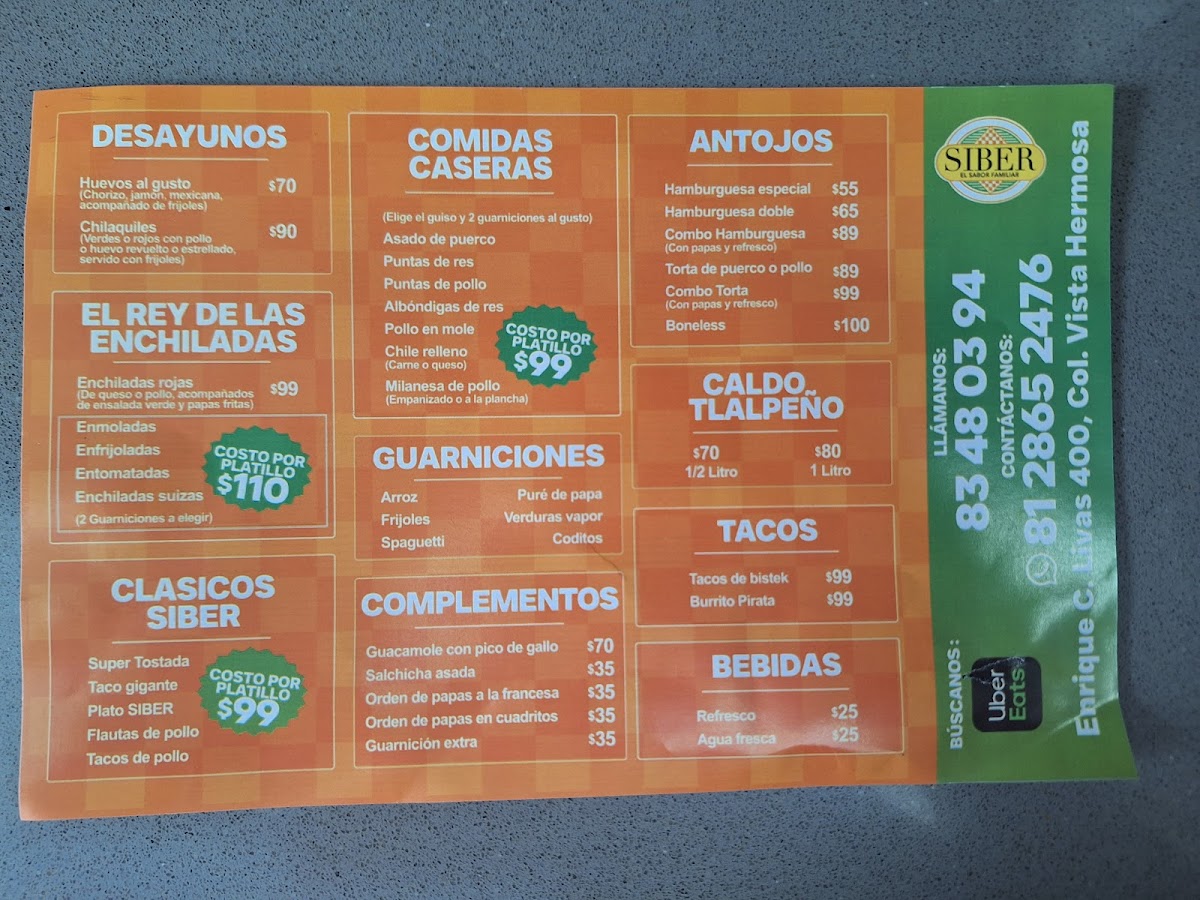 DESAYUNOS
Huevos al gusto $70
(Chorizo, jamón, mexicana,
acompañado de frijoles)
Chilaquiles $90
(Verdes o rojos con pollo
o huevo revuelto o estrellado,
servido con frijoles)
EL REY DE LAS
ENCHILADAS
Enchiladas rojas $99
(De queso o pollo, acompañados
de ensalada verde y papas fritas)
Enmoladas
Enfrijoladas
Entomatadas
Enchiladas suizas
(2 Guarniciones a elegir)
COSTO POR
PLATILLO
$110
CLASICOS
SIBER
Super Tostada
Taco gigante
Plato SIBER
Flautas de pollo
Tacos de pollo
COSTO POR
PLATILLO
$99
COMIDAS
CASERAS
(Elige el guiso y 2 guarniciones al gusto)
Asado de puerco
Puntas de res
Puntas de pollo
Albóndigas de res
Pollo en mole
Chile relleno
(Carne o queso)
Milanesa de pollo
(Empanizado o a la plancha)
COSTO POR
PLATILLO
$99
GUARNICIONES
Arroz Puré de papa
Frijoles Verduras vapor
Spaguetti Coditos
COMPLEMENTOS
Guacamole con pico de gallo $70
Salchicha asada $35
Orden de papas a la francesa $35
Orden de papas en cuadritos $35
Guarnición extra $35
ANTOJOS
Hamburguesa especial $55
Hamburguesa doble $65
Combo Hamburguesa $89
(Con papas y refresco)
Torta de puerco o pollo $89
Combo Torta $99
(Con papas y refresco)
Boneless $100
CALDO
TLALPEÑO
$70 $80
1/2 Litro 1 Litro
TACOS
Tacos de bistek $99
Burrito Pirata $99
BEBIDAS
Refresco $25
Agua fresca $25
SIBER
EL SABOR FAMILIAR
LLÁMANOS:
83 48 03 94
CONTÁCTANOS:
81 2865 2476
Enrique C. Livas 400, Col. Vista Hermosa
BÚSCANOS:
Uber
Eats